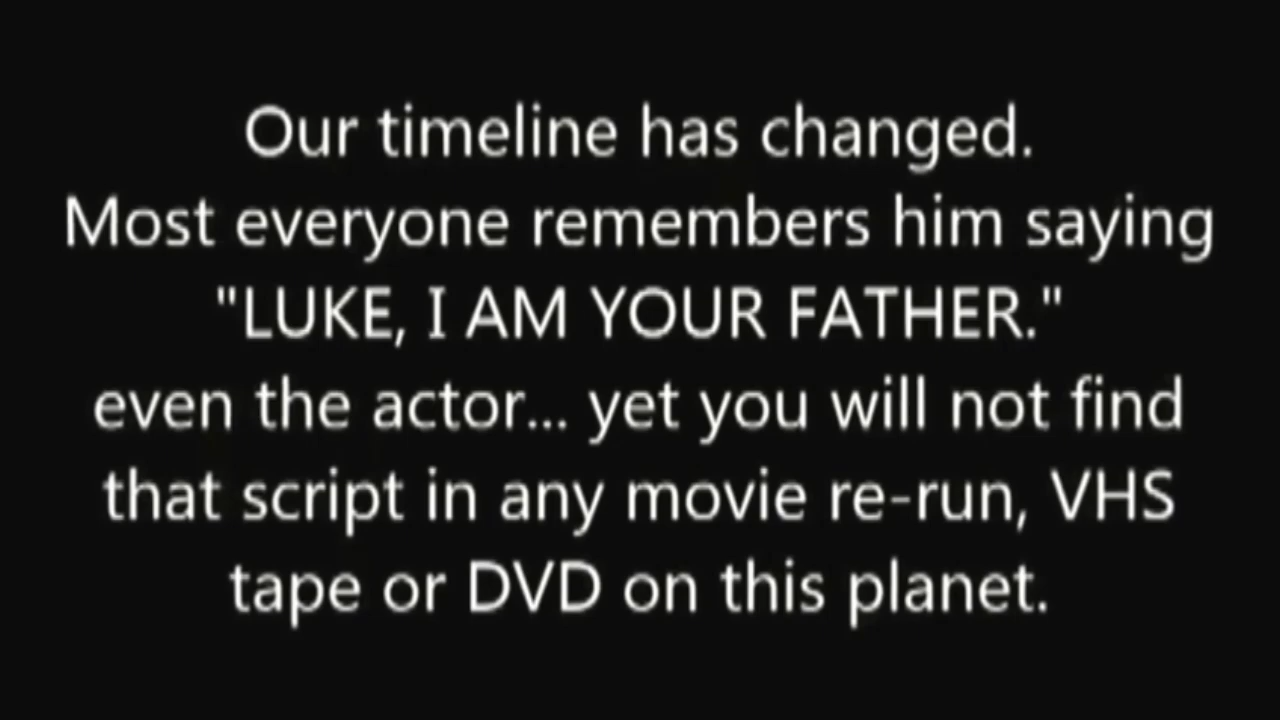 Our timeline has changed.
Most everyone remembers him saying
"LUKE, I AM YOUR FATHER."
even the actor... yet you will not find
that script in any movie re-run, VHS
tape or DVD on this planet.